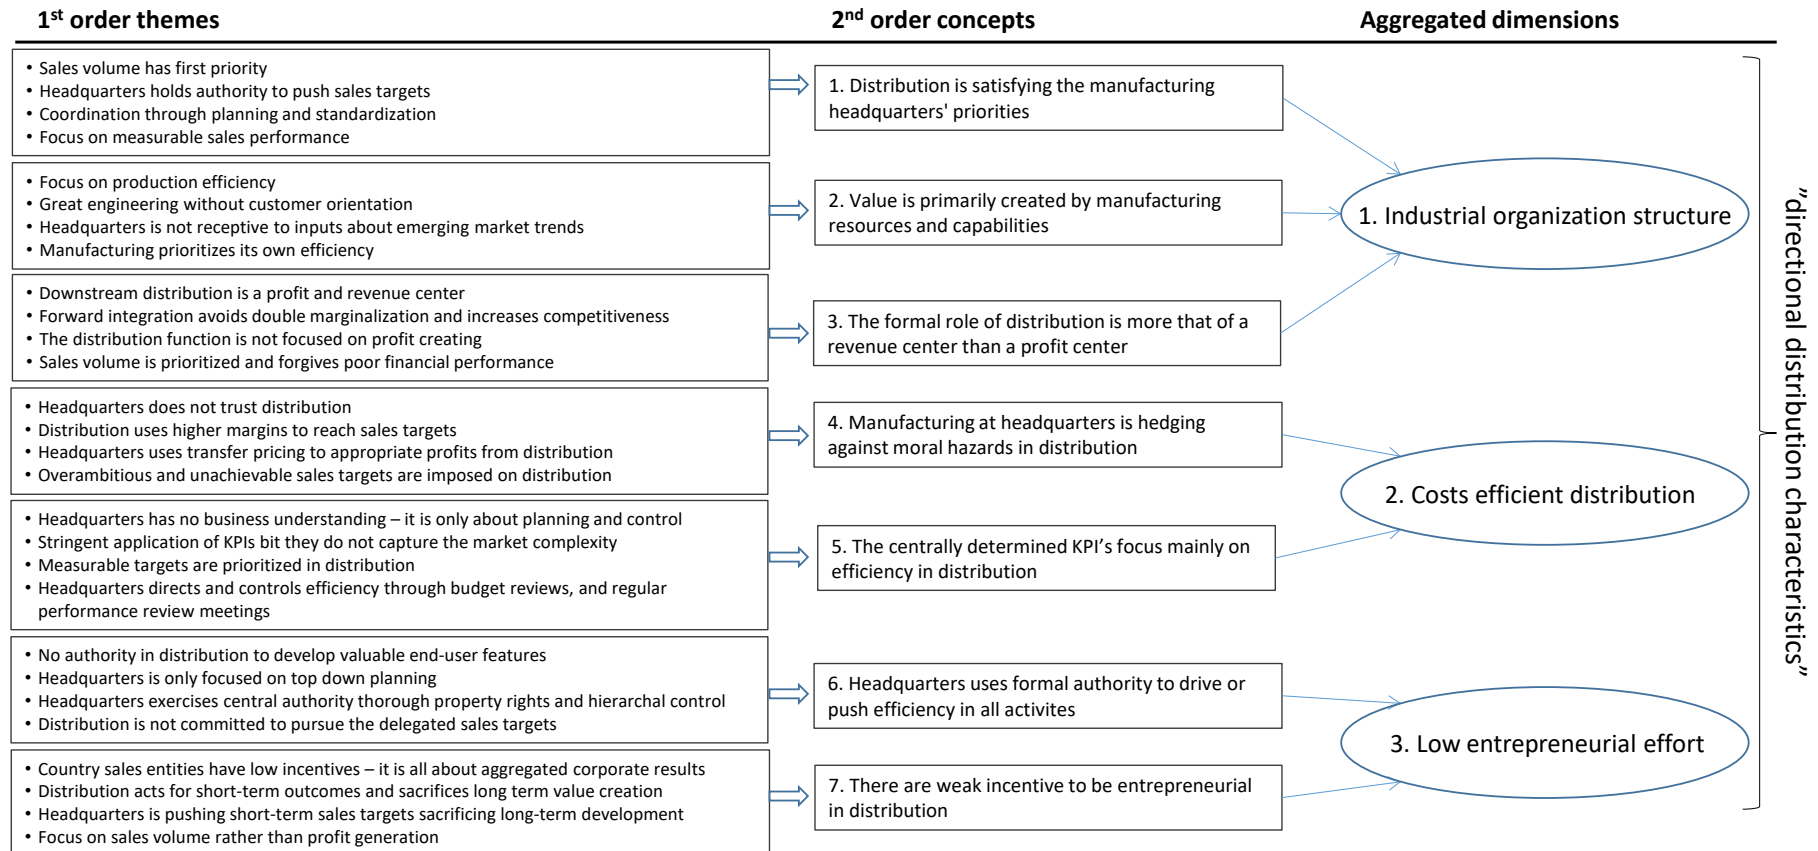 1st order themes
2nd order concepts
Aggregated dimensions
• Sales volume has first priority
• Headquarters holds authority to push sales targets
• Coordination through planning and standardization
• Focus on measurable sales performance
1. Distribution is satisfying the manufacturing
headquarters' priorities
• Focus on production efficiency
• Great engineering without customer orientation
• Headquarters is not receptive to inputs about emerging market trends
• Manufacturing prioritizes its own efficiency
2. Value is primarily created by manufacturing
resources and capabilities
1. Industrial organization structure
• Downstream distribution is a profit and revenue center
• Forward integration avoids double marginalization and increases competitiveness
• The distribution function is not focused on profit creating
• Sales volume is prioritized and forgives poor financial performance
3. The formal role of distribution is more that of a
revenue center than a profit center
• Headquarters does not trust distribution
• Distribution uses higher margins to reach sales targets
• Headquarters uses transfer pricing to appropriate profits from distribution
• Overambitious and unachievable sales targets are imposed on distribution
4. Manufacturing at headquarters is hedging
against moral hazards in distribution
2. Costs efficient distribution
• Headquarters has no business understanding – it is only about planning and control
• Stringent application of KPIs bit they do not capture the market complexity
• Measurable targets are prioritized in distribution
• Headquarters directs and controls efficiency through budget reviews, and regular
performance review meetings
5. The centrally determined KPI's focus mainly on
efficiency in distribution
• No authority in distribution to develop valuable end-user features
• Headquarters is only focused on top down planning
• Headquarters exercises central authority thorough property rights and hierarchal control
• Distribution is not committed to pursue the delegated sales targets
6. Headquarters uses formal authority to drive or
push efficiency in all activites
3. Low entrepreneurial effort
• Country sales entities have low incentives – it is all about aggregated corporate results
• Distribution acts for short-term outcomes and sacrifices long term value creation
• Headquarters is pushing short-term sales targets sacrificing long-term development
• Focus on sales volume rather than profit generation
7. There are weak incentive to be entrepreneurial
in distribution
”directional distribution characteristics”